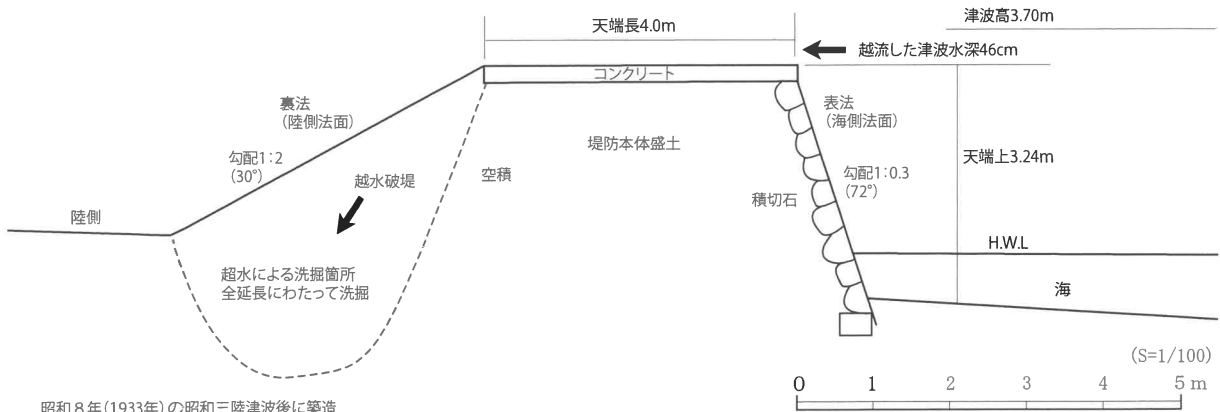 津波高3.70m
天端長4.0m
越流した津波水深46cm
コンクリート
裏法
(陸側法面)
表法
(海側法面)
堤防本体盛土
天端上3.24m
勾配1:2
(30°)
越水破堤
空積
積切石
勾配1:0.3
(72°)
陸側
H.W.L
超水による洗掘箇所
全延長にわたって洗掘
海
(S=1/100)
0 1 2 3 4 5 m
昭和8年(1933年)の昭和三陸津波後に築造